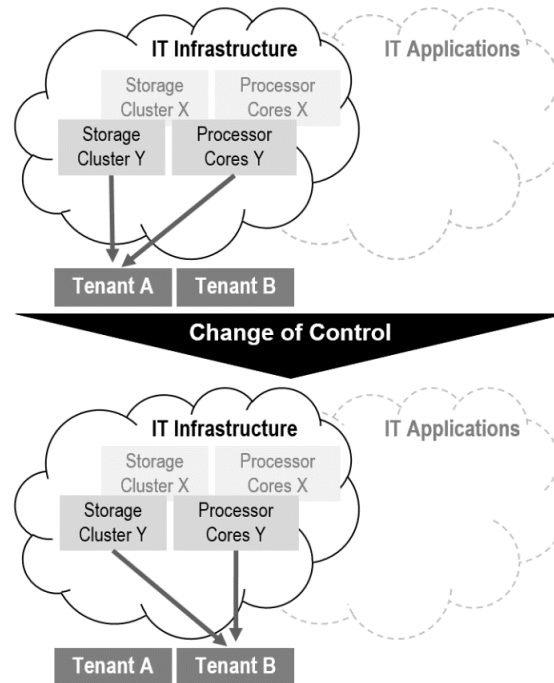 IT Infrastructure
IT Applications
Storage
Cluster X
Processor
Cores X
Storage
Cluster Y
Processor
Cores Y
Tenant A
Tenant B
Change of Control
IT Infrastructure
IT Applications
Storage
Cluster X
Processor
Cores X
Storage
Cluster Y
Processor
Cores Y
Tenant A
Tenant B